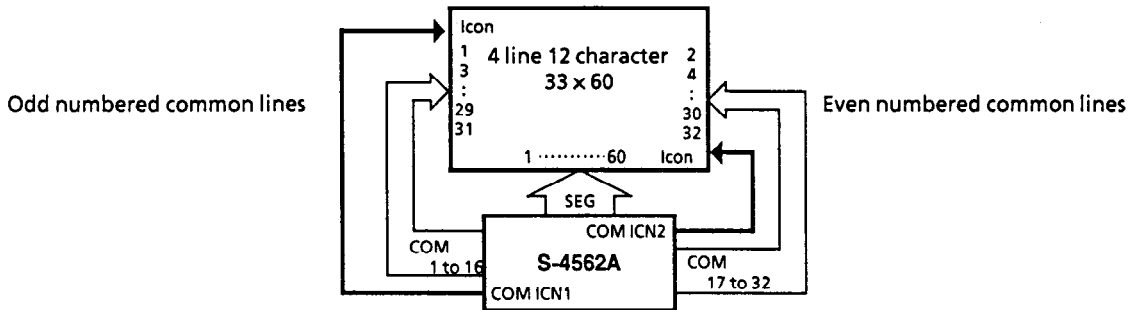 Icon
1
3
:
29
31
4 line 12 character
33 x 60
2
4
:
30
32
1 ··········· 60
Icon
Odd numbered common lines
Even numbered common lines
SEG
COM ICN2
S-4562A
COM ICN1
COM
1 to 16
COM
17 to 32